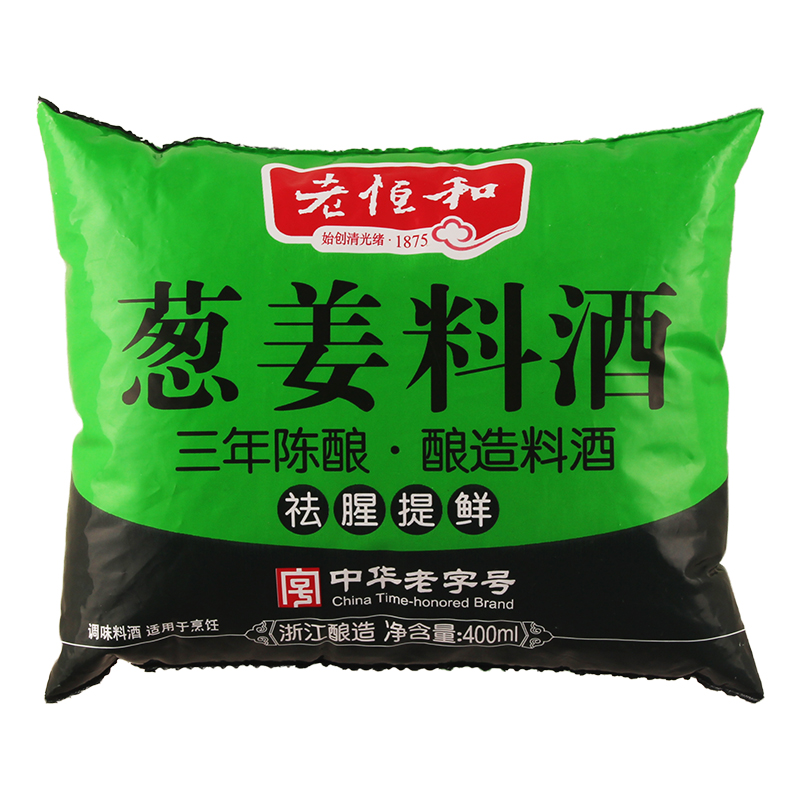 老恒和
始创清光绪·1875
葱姜料酒
三年陈酿·酿造料酒
祛腥提鲜
字号 中华老字号
China Time-honored Brand
调味料酒 适用于烹饪
浙江酿造 净含量:400ml